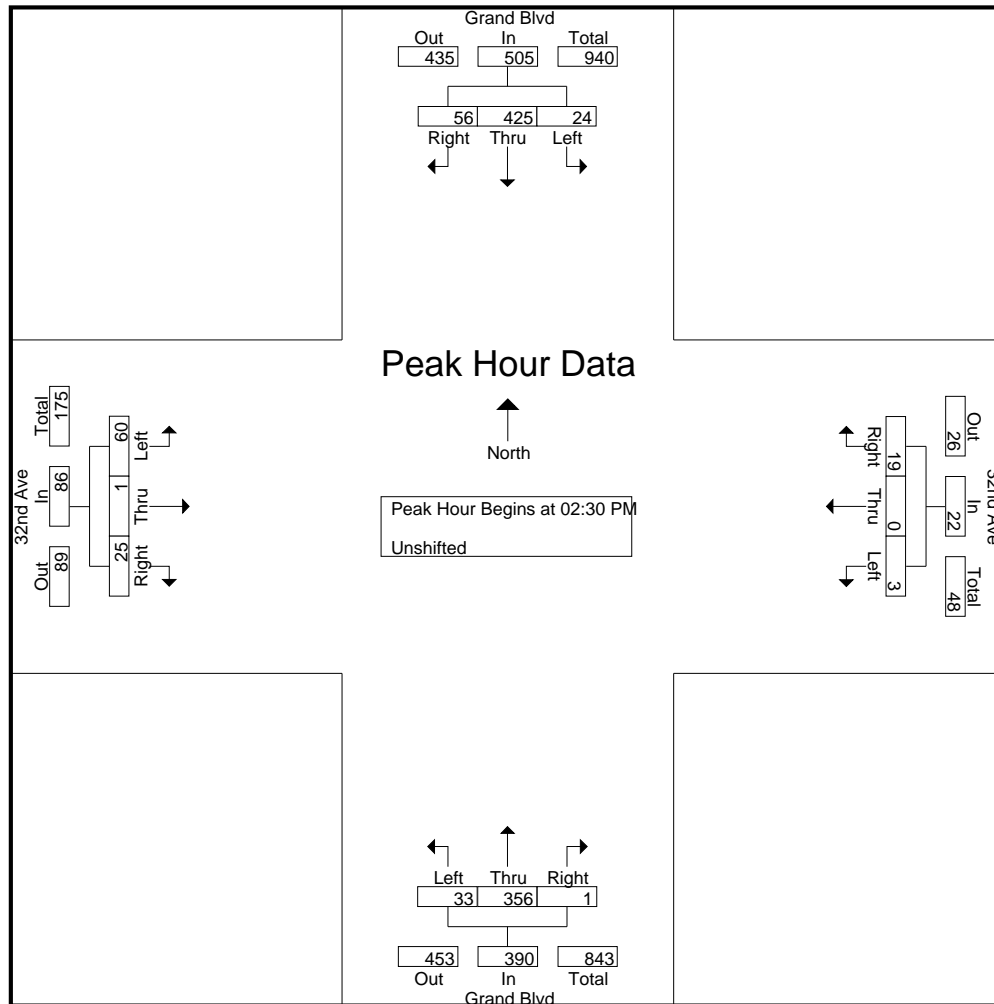 Grand Blvd
Out In Total
435 505 940
56 425 24
Right Thru Left
Peak Hour Data
North
Peak Hour Begins at 02:30 PM
Unshifted
32nd Ave
Total In Out
175 86 89
60 1 25
Left Thru Right
32nd Ave
Out In Total
26 22 48
19 0 3
Right Thru Left
Left Thru Right
33 356 1
453 390 843
Out In Total
Grand Blvd